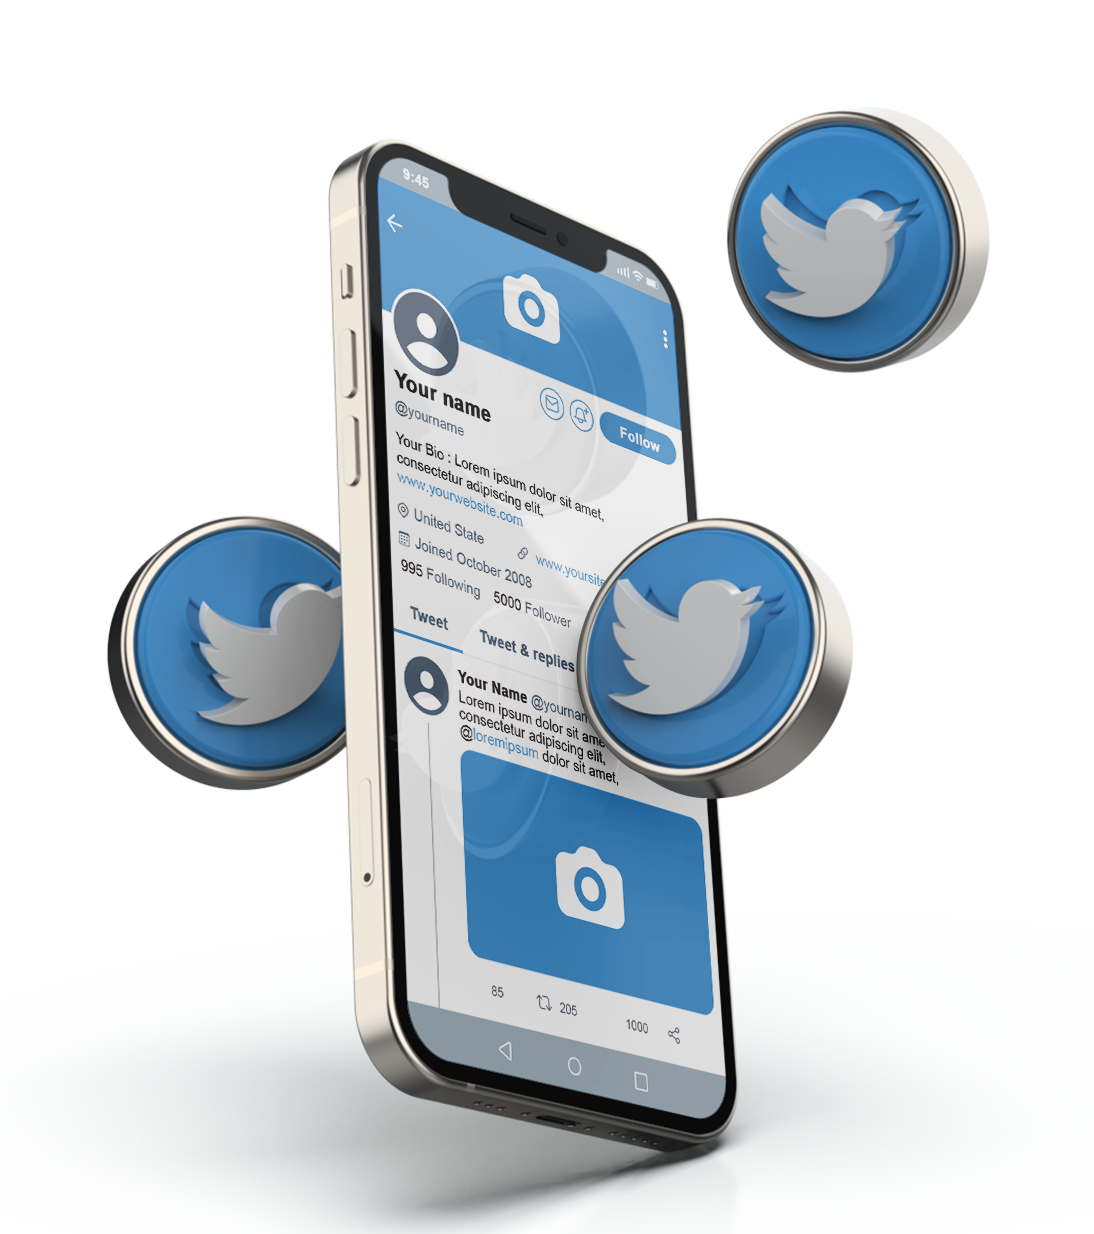 9:45
Your name
@yourname
Follow
Your Bio : Lorem ipsum dolor sit amet,
consectetur adipiscing elit,
www.yourwebsite.com
United State
www.yoursite
Joined October 2008
995 Following 5000 Follower
Tweet
Tweet & replies
Your Name @yournam
Lorem ipsum dolor sit ame
consectetur adipiscing elit,
@loremipsum dolor sit amet,
85 205 1000